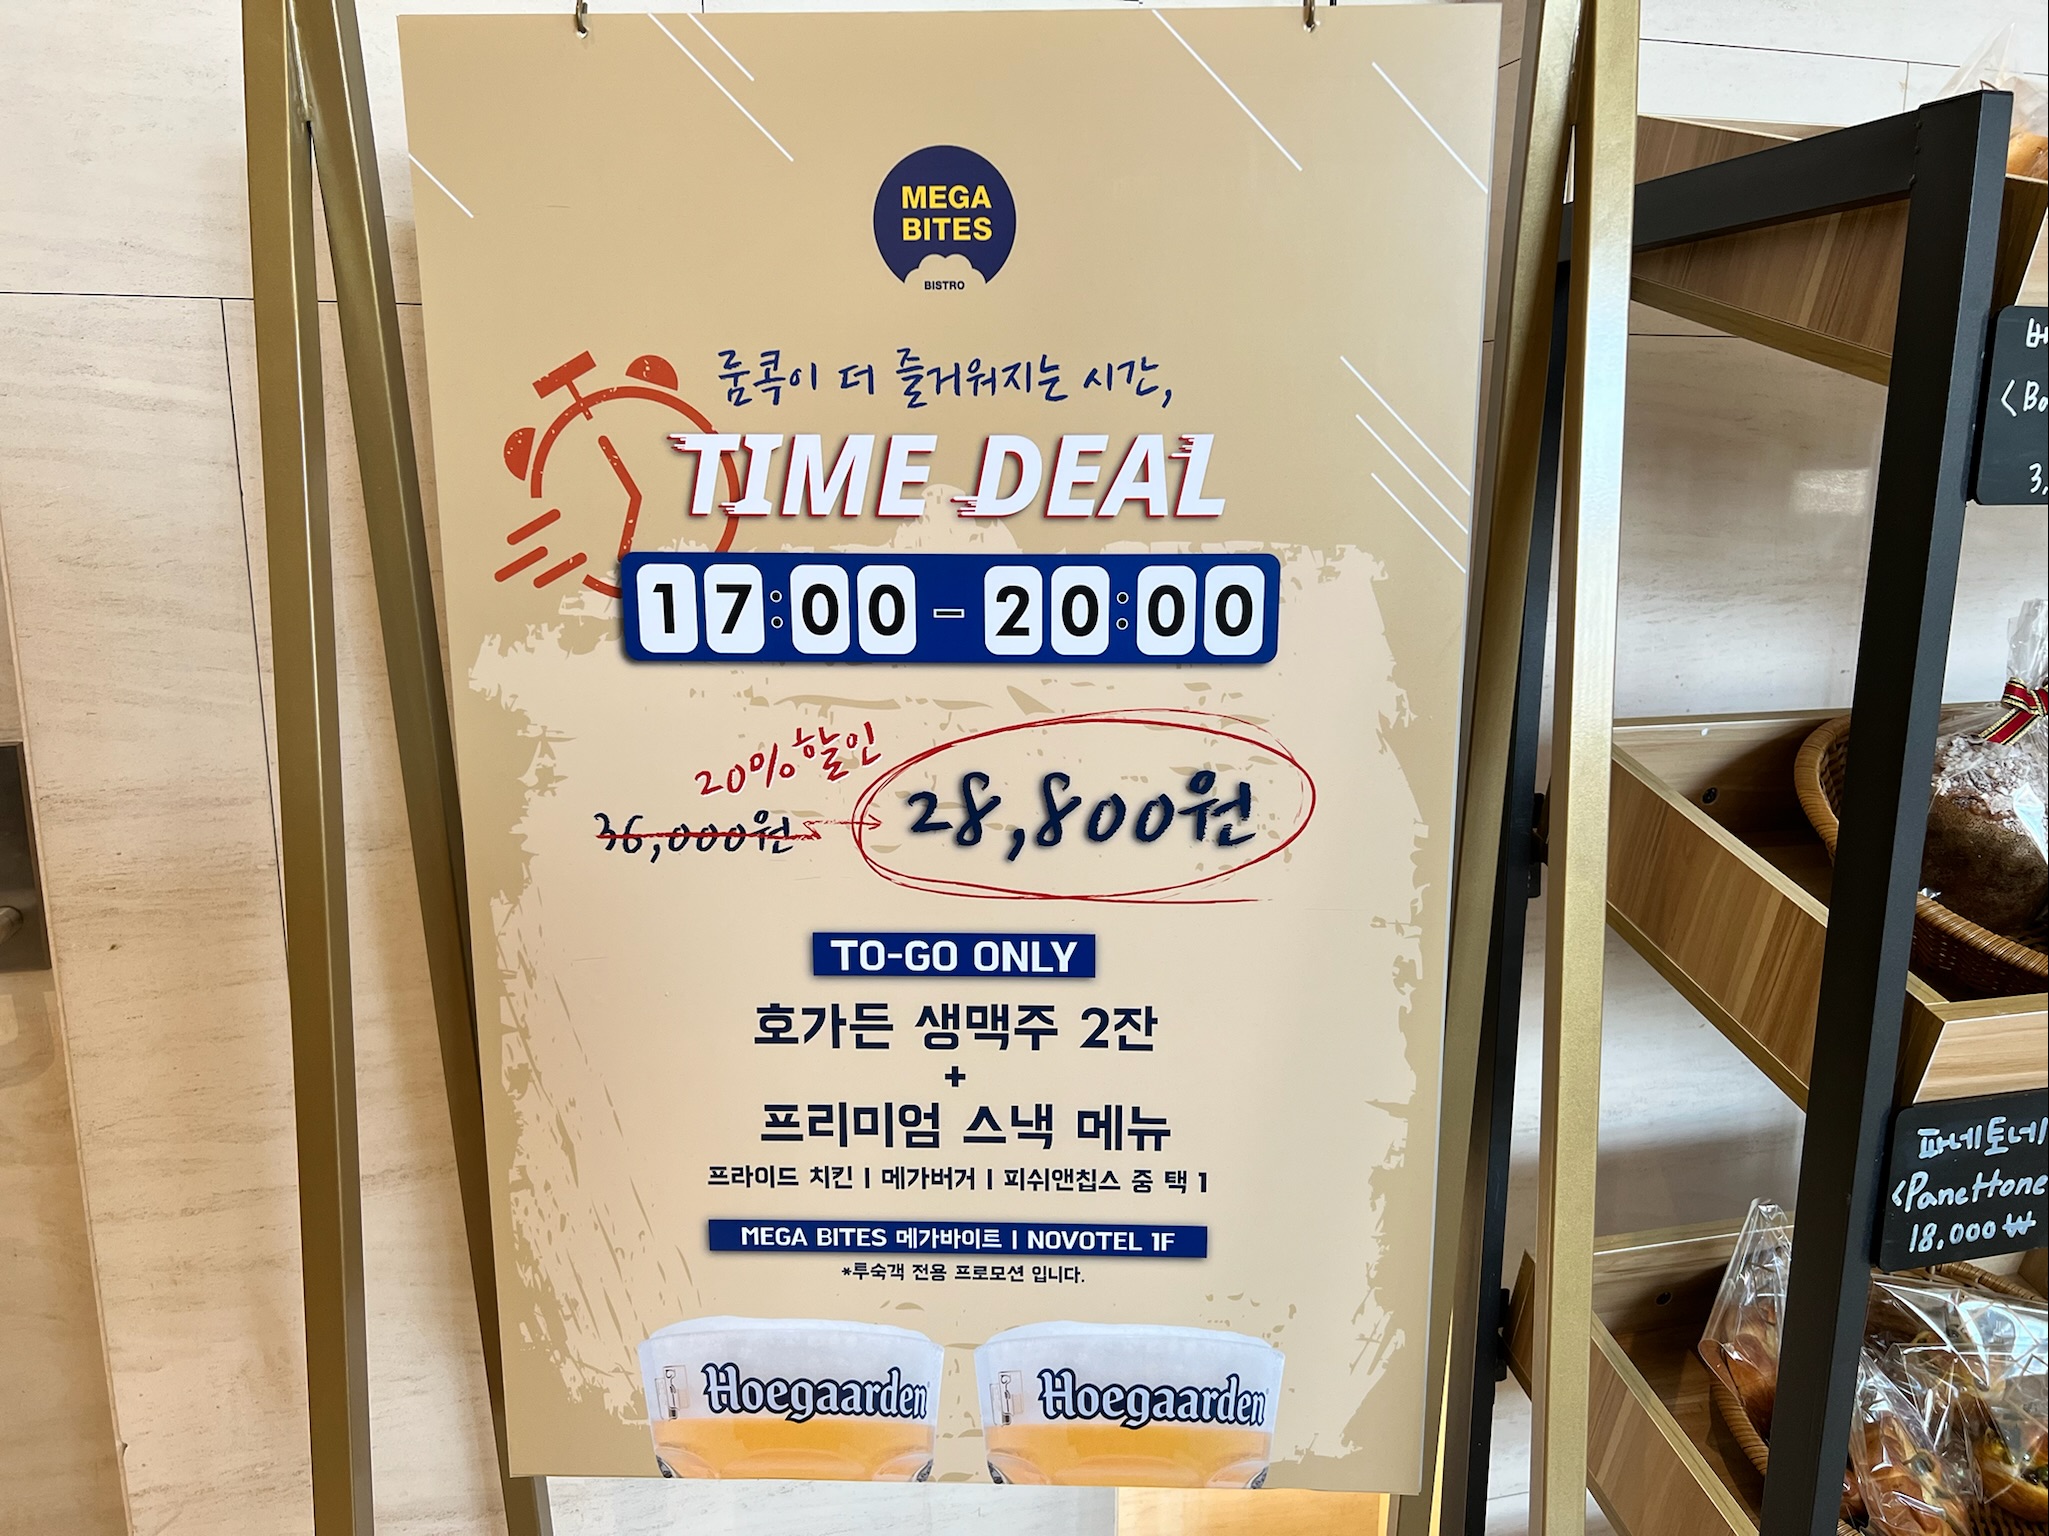 MEGA
BITES
BISTRO
룸콕이 더 즐거워지는 시간,
TIME DEAL
17:00 - 20:00
20% 할인
36,000원
28,800원
TO-GO ONLY
호가든 생맥주 2잔
+
프리미엄 스낵 메뉴
프라이드 치킨 | 메가버거 | 피쉬앤칩스 중 택 1
MEGA BITES 메가바이트 | NOVOTEL 1F
*투숙객 전용 프로모션 입니다.
Hoegaarden
Hoegaarden
파네토네
<Panettone
18,000₩